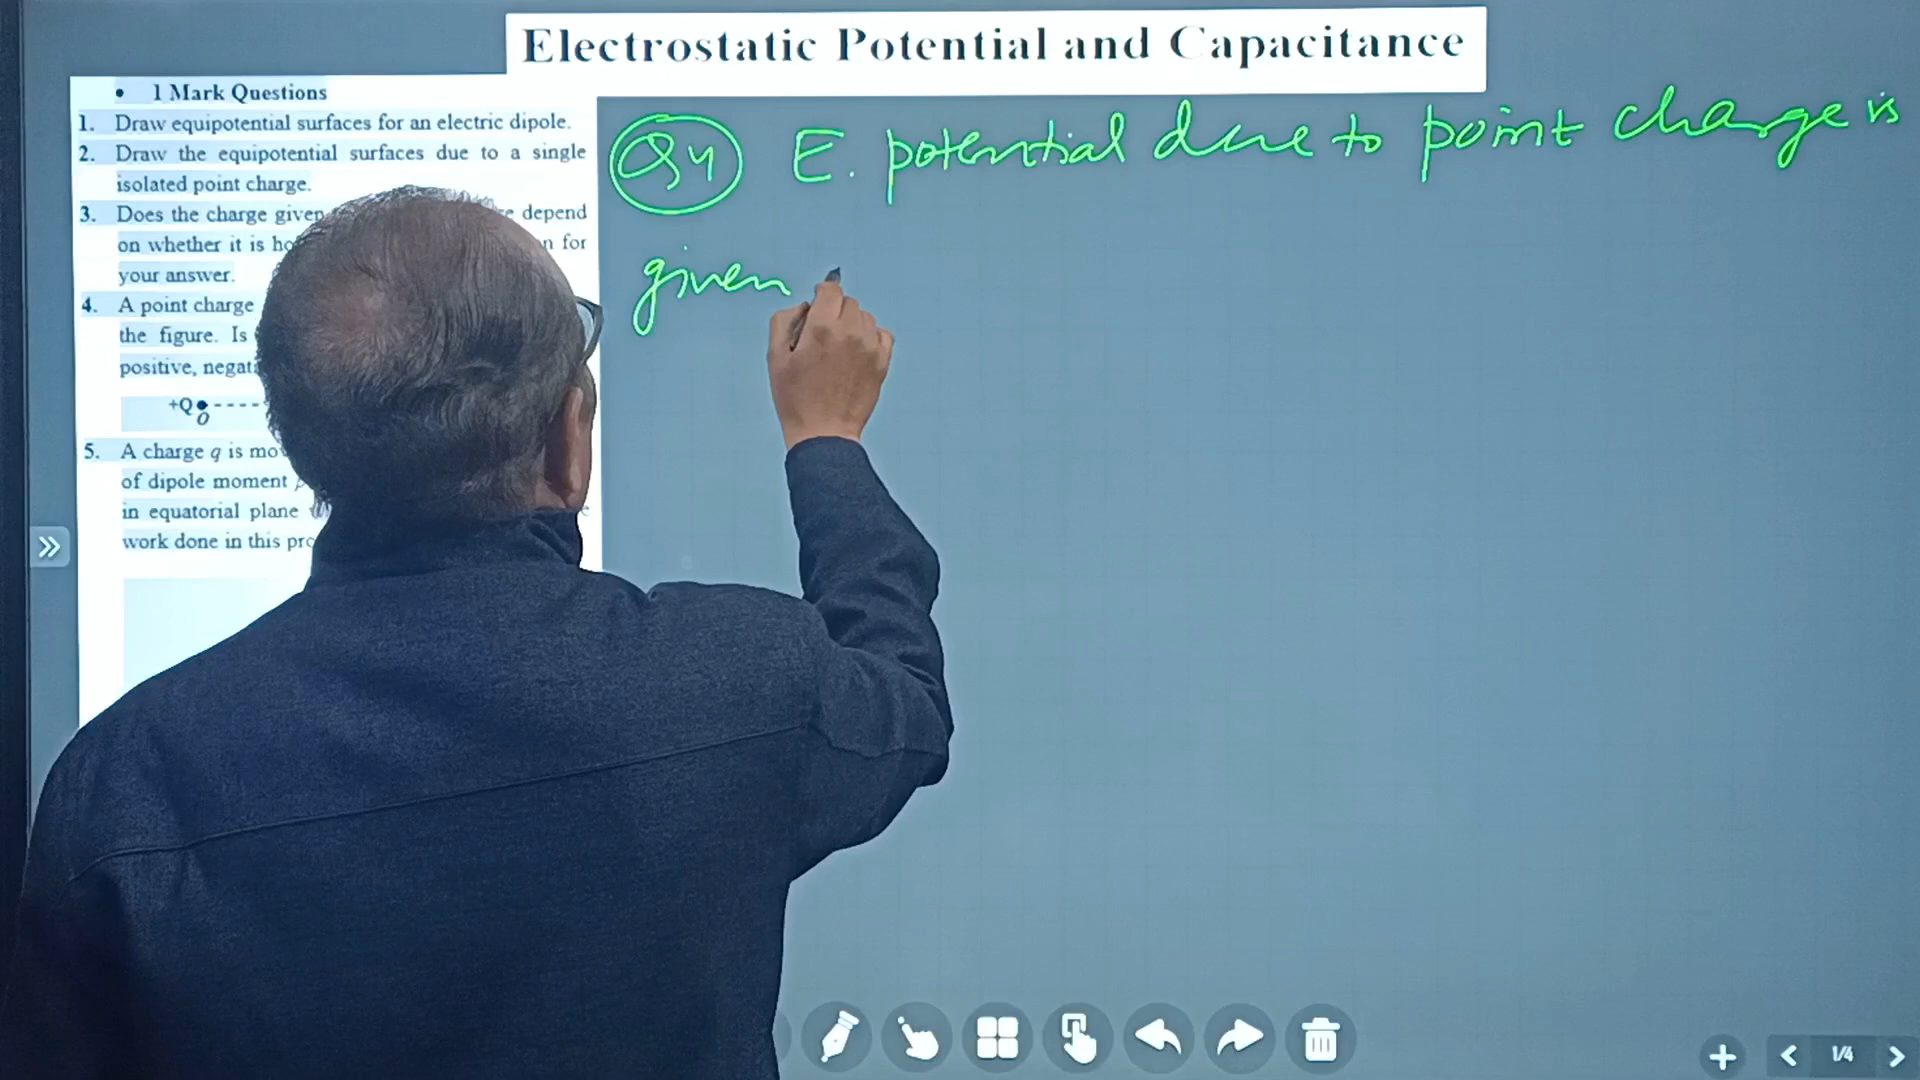 Electrostatic Potential and Capacitance
• 1 Mark Questions
1. Draw equipotential surfaces for an electric dipole.
2. Draw the equipotential surfaces due to a single
isolated point charge.
3. Does the charge given depend
on whether it is for
your answer.
4. A point charge
the figure. Is
positive,
+Q
O
5. A charge q is
of dipole moment
in equatorial plane
work done in this
Q4 E. potential due to point charge is
given
1/4